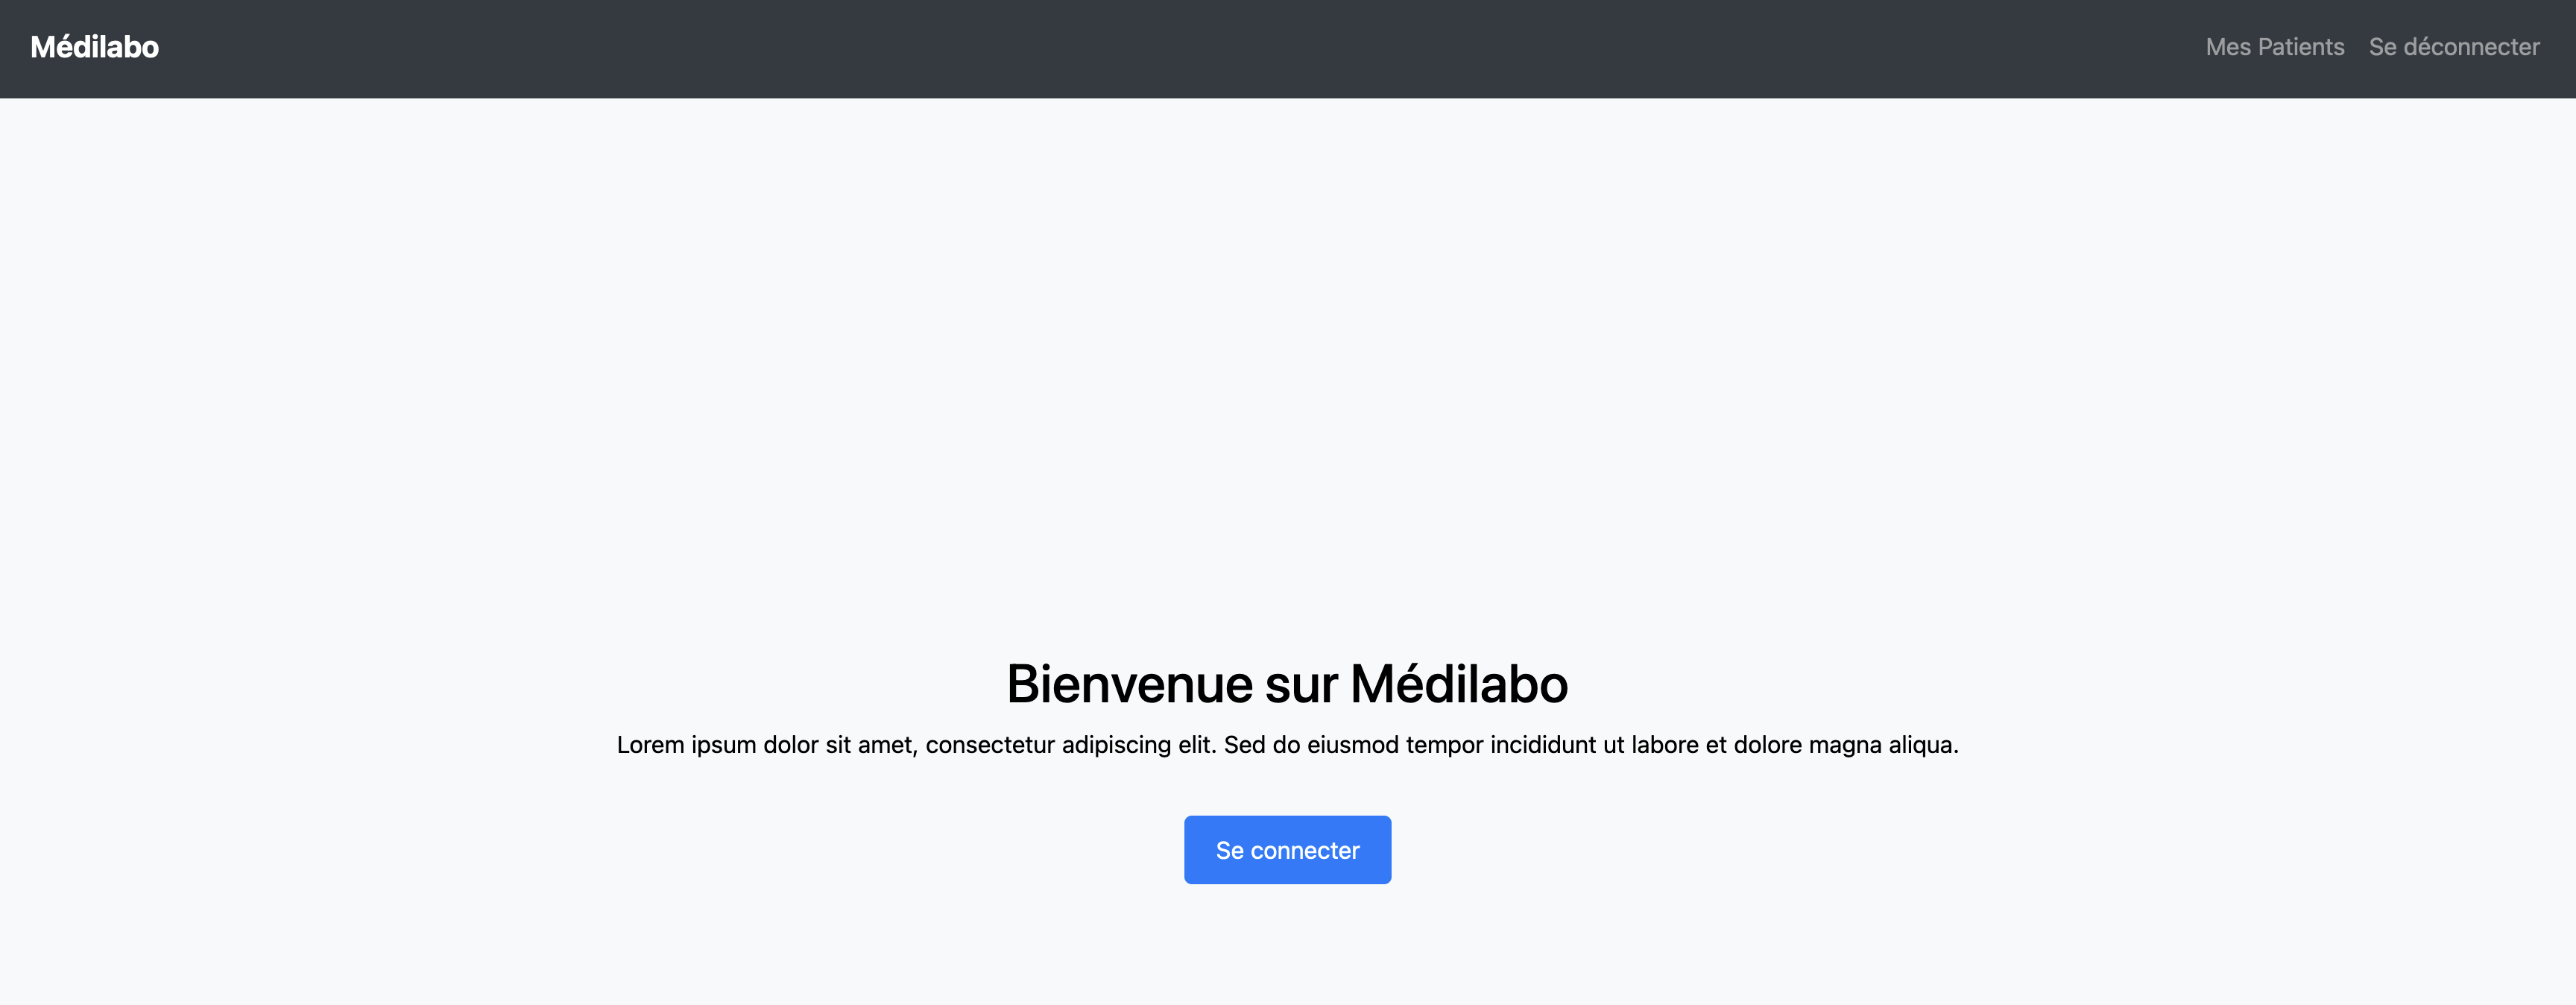 Médilabo
Mes Patients Se déconnecter
Bienvenue sur Médilabo
Lorem ipsum dolor sit amet, consectetur adipiscing elit. Sed do eiusmod tempor incididunt ut labore et dolore magna aliqua.
Se connecter